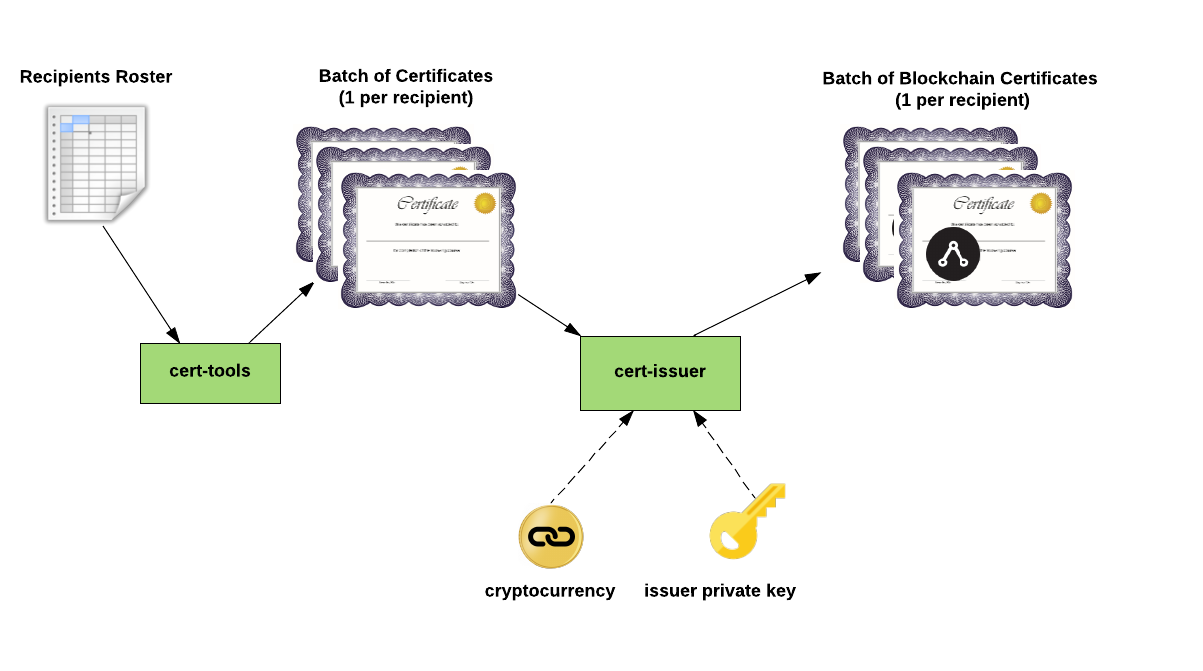 Recipients Roster
Batch of Certificates
(1 per recipient)
Batch of Blockchain Certificates
(1 per recipient)
Certificate
Certificate
cert-tools
cert-issuer
cryptocurrency
issuer private key